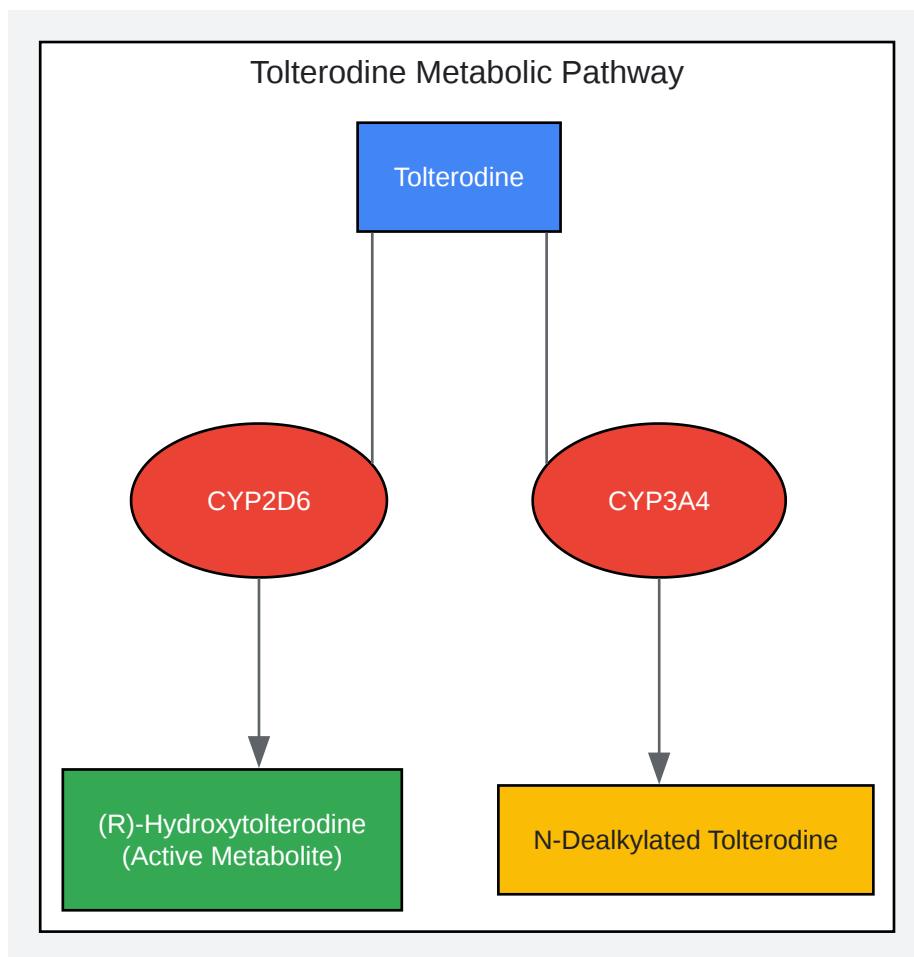 Tolterodine Metabolic Pathway
Tolterodine
CYP2D6
CYP3A4
(R)-Hydroxytolterodine
(Active Metabolite)
N-Dealkylated Tolterodine